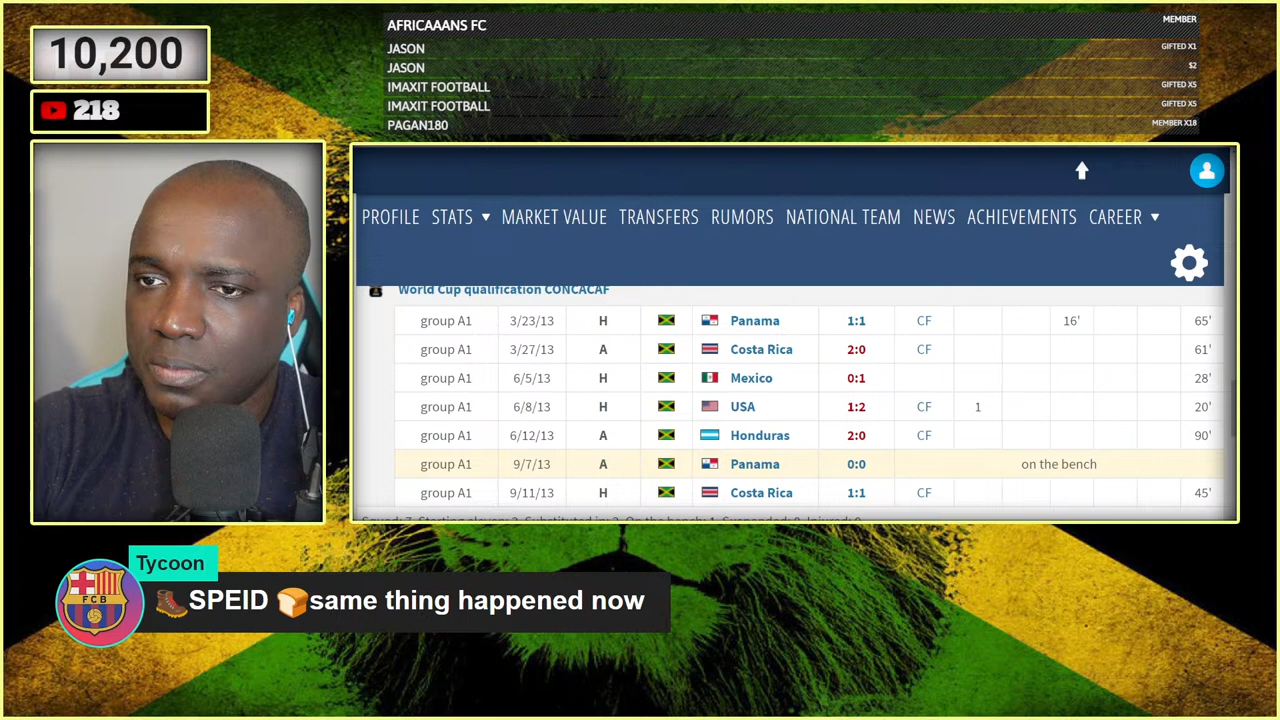 10,200
218
AFRICAAANS FC MEMBER
JASON GIFTED X1
JASON $2
IMAXIT FOOTBALL GIFTED X5
IMAXIT FOOTBALL GIFTED X5
PAGAN180 MEMBER X18
PROFILE STATS MARKET VALUE TRANSFERS RUMORS NATIONAL TEAM NEWS ACHIEVEMENTS CAREER
World Cup qualification CONCACAF
group A1 3/23/13 H Panama 1:1 CF 16' 65'
group A1 3/27/13 A Costa Rica 2:0 CF 61'
group A1 6/5/13 H Mexico 0:1 28'
group A1 6/8/13 H USA 1:2 CF 1 20'
group A1 6/12/13 A Honduras 2:0 CF 90'
group A1 9/7/13 A Panama 0:0 on the bench
group A1 9/11/13 H Costa Rica 1:1 CF 45'
Tycoon
FCB
SPEID same thing happened now